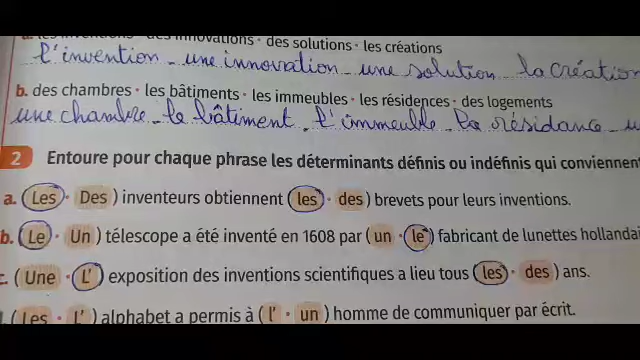 a. les inventions · des innovations · des solutions · les créations
l'invention - une innovation - une solution la création
b. des chambres · les bâtiments · les immeubles · les résidences · des logements
une chambre - le bâtiment - l'immeuble - la résidance - u
2 Entoure pour chaque phrase les déterminants définis ou indéfinis qui conviennent
a. ( Les · Des ) inventeurs obtiennent ( les · des ) brevets pour leurs inventions.
b. ( Le · Un ) télescope a été inventé en 1608 par ( un · le ) fabricant de lunettes hollandai
c. ( Une · L' ) exposition des inventions scientifiques a lieu tous ( les · des ) ans.
( Les · L' ) alphabet a permis à ( l' · un ) homme de communiquer par écrit.